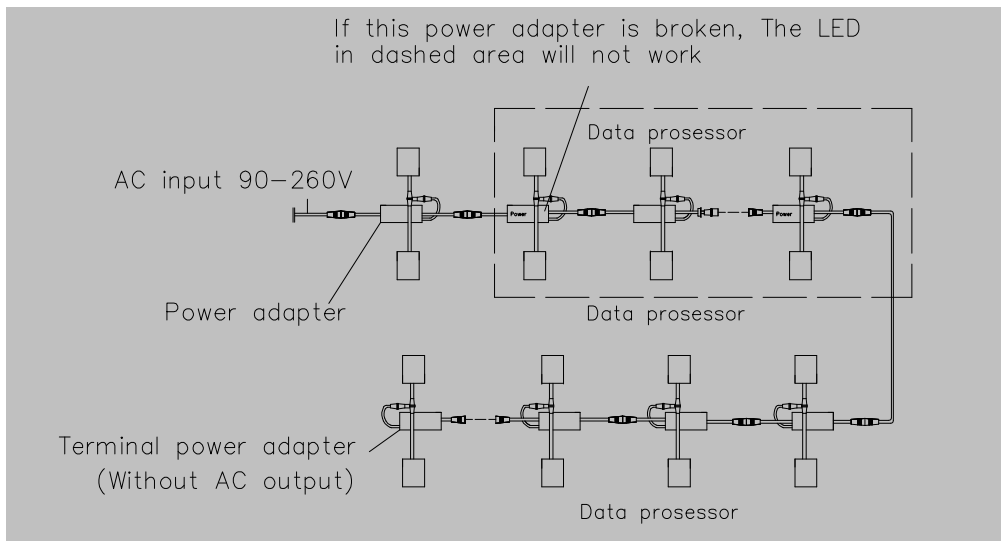 If this power adapter is broken, The LED
in dashed area will not work
Data prosessor
AC input 90-260V
Power
Power
Power adapter
Data prosessor
Terminal power adapter
(Without AC output)
Data prosessor